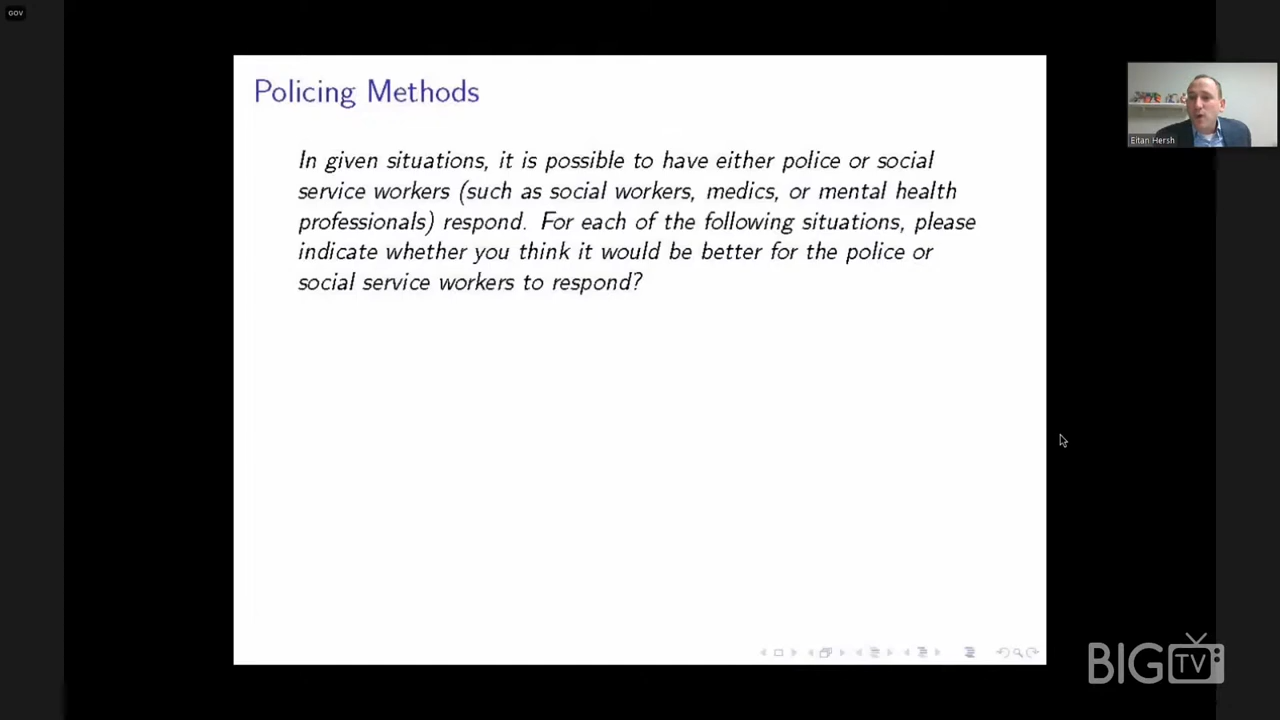 GOV
Policing Methods
In given situations, it is possible to have either police or social
service workers (such as social workers, medics, or mental health
professionals) respond. For each of the following situations, please
indicate whether you think it would be better for the police or
social service workers to respond?
Eitan Hersh
BIG TV